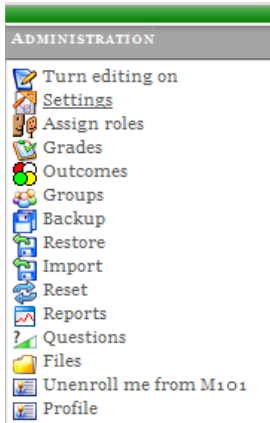 ADMINISTRATION
Turn editing on
Settings
Assign roles
Grades
Outcomes
Groups
Backup
Restore
Import
Reset
Reports
Questions
Files
Unenroll me from M101
Profile